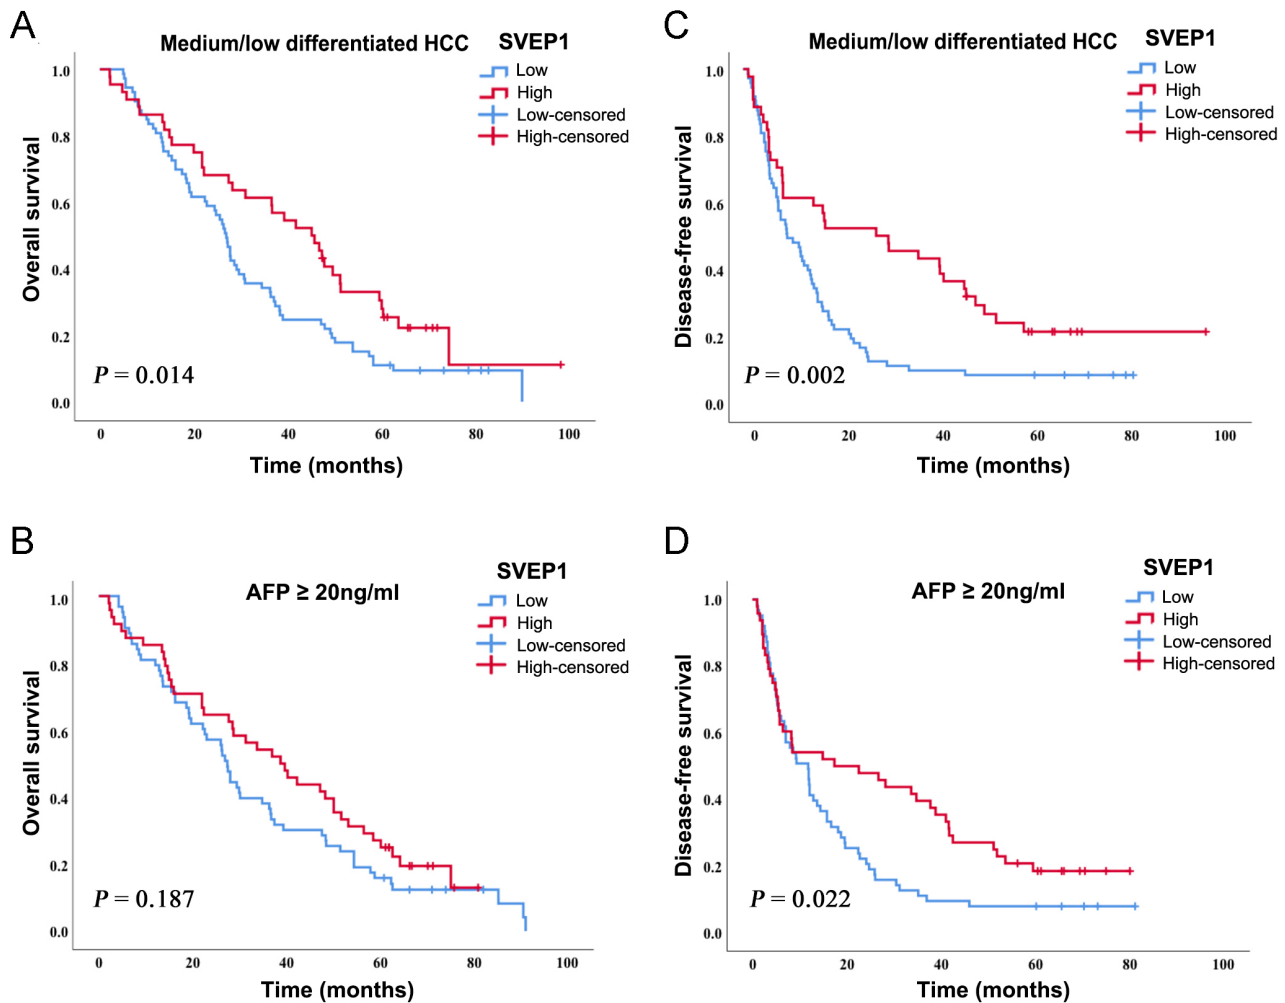 A
Medium/low differentiated HCC
SVEP1
Low
High
Low-censored
High-censored
Overall survival
1.0
0.8
0.6
0.4
0.2
0.0
P = 0.014
0 20 40 60 80 100
Time (months)
C
Medium/low differentiated HCC
SVEP1
Low
High
Low-censored
High-censored
Disease-free survival
1.0
0.8
0.6
0.4
0.2
0.0
P = 0.002
0 20 40 60 80 100
Time (months)
B
AFP ≥ 20ng/ml
SVEP1
Low
High
Low-censored
High-censored
Overall survival
1.0
0.8
0.6
0.4
0.2
0.0
P = 0.187
0 20 40 60 80 100
Time (months)
D
AFP ≥ 20ng/ml
SVEP1
Low
High
Low-censored
High-censored
Disease-free survival
1.0
0.8
0.6
0.4
0.2
0.0
P = 0.022
0 20 40 60 80 100
Time (months)